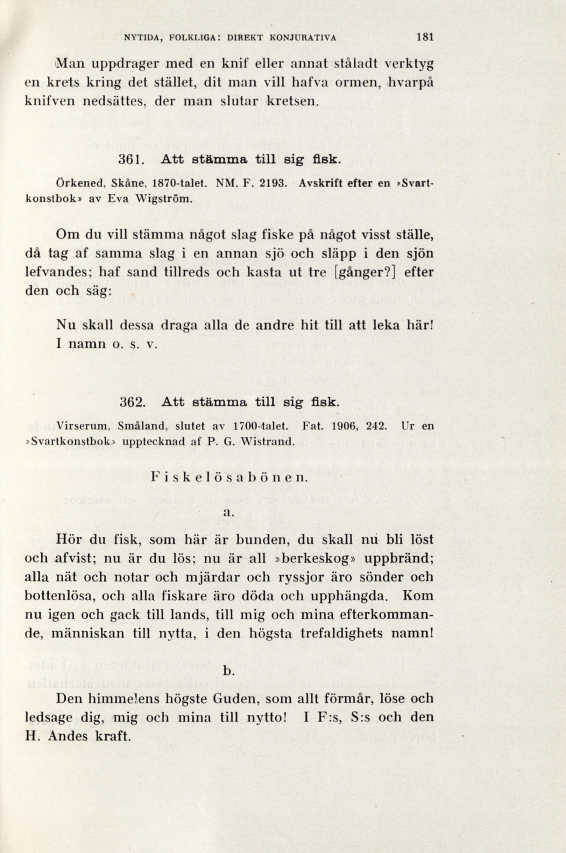 NYTIDA, FOLKLIGA: DIREKT KONJURATIVA 181
Man uppdrager med en knif eller annat ståladt verktyg
en krets kring det stället, dit man vill hafva ormen, hvarpå
knifven nedsättes, der man slutar kretsen.
361. Att stämma till sig fisk.
Örkened, Skåne, 1870-talet. NM. F. 2193. Avskrift efter en »Svart-
konstbok» av Eva Wigström.
Om du vill stämma något slag fiske på något visst ställe,
då tag af samma slag i en annan sjö och släpp i den sjön
lefvandes; haf sand tillreds och kasta ut tre [gånger?] efter
den och säg:
Nu skall dessa draga alla de andre hit till att leka här!
I namn o. s. v.
362. Att stämma till sig fisk.
Virserum, Småland, slutet av 1700-talet. Fat. 1906, 242. Ur en
»Svartkonstbok» upptecknad af P. G. Wistrand.
Fiskelösabönen.
a.
Hör du fisk, som här är bunden, du skall nu bli löst
och afvist; nu är du lös; nu är all »berkeskog» uppbränd;
alla nät och notar och mjärdar och ryssjor äro sönder och
bottenlösa, och alla fiskare äro döda och upphängda. Kom
nu igen och gack till lands, till mig och mina efterkomman-
de, människan till nytta, i den högsta trefaldighets namn!
b.
Den himmelens högste Guden, som allt förmår, löse och
ledsage dig, mig och mina till nytto! I F:s, S:s och den
H. Andes kraft.